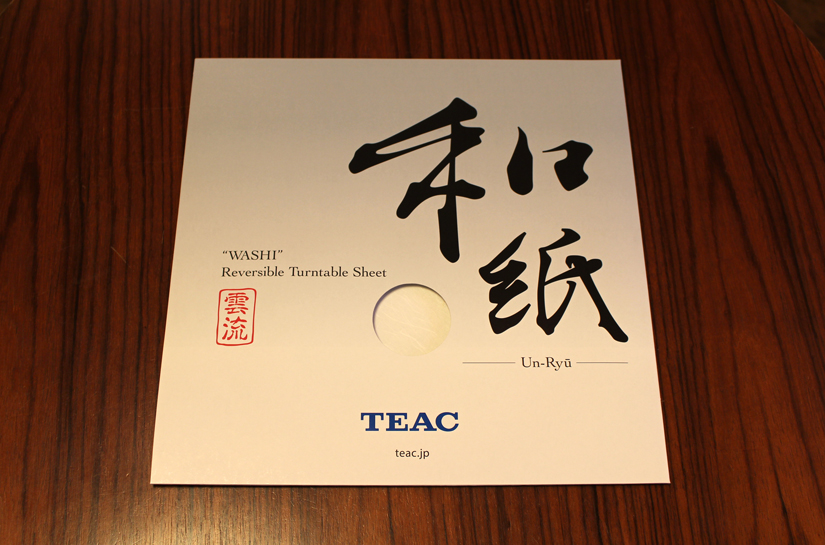 和紙
“WASHI”
Reversible Turntable Sheet
雲流
Un-Ryū
TEAC
teac.jp